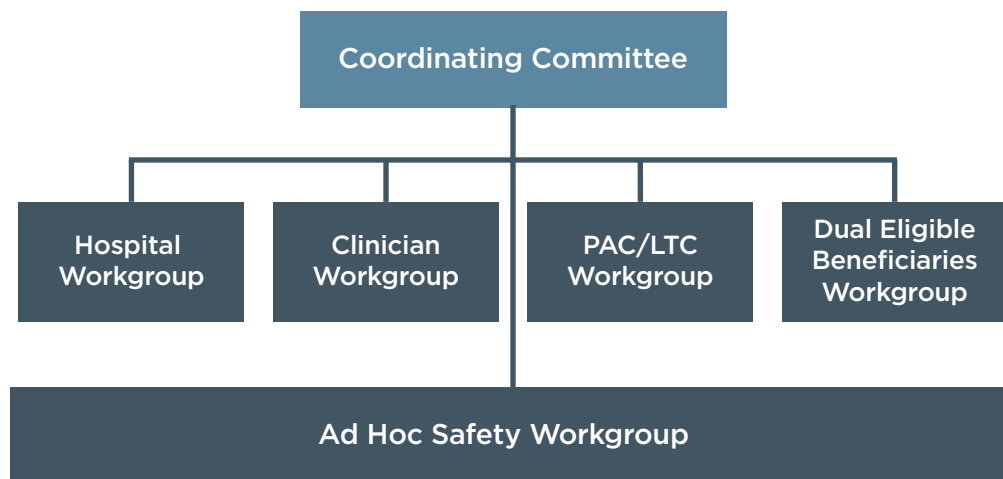 Coordinating Committee
Hospital
Workgroup
Clinician
Workgroup
PAC/LTC
Workgroup
Dual Eligible
Beneficiaries
Workgroup
Ad Hoc Safety Workgroup